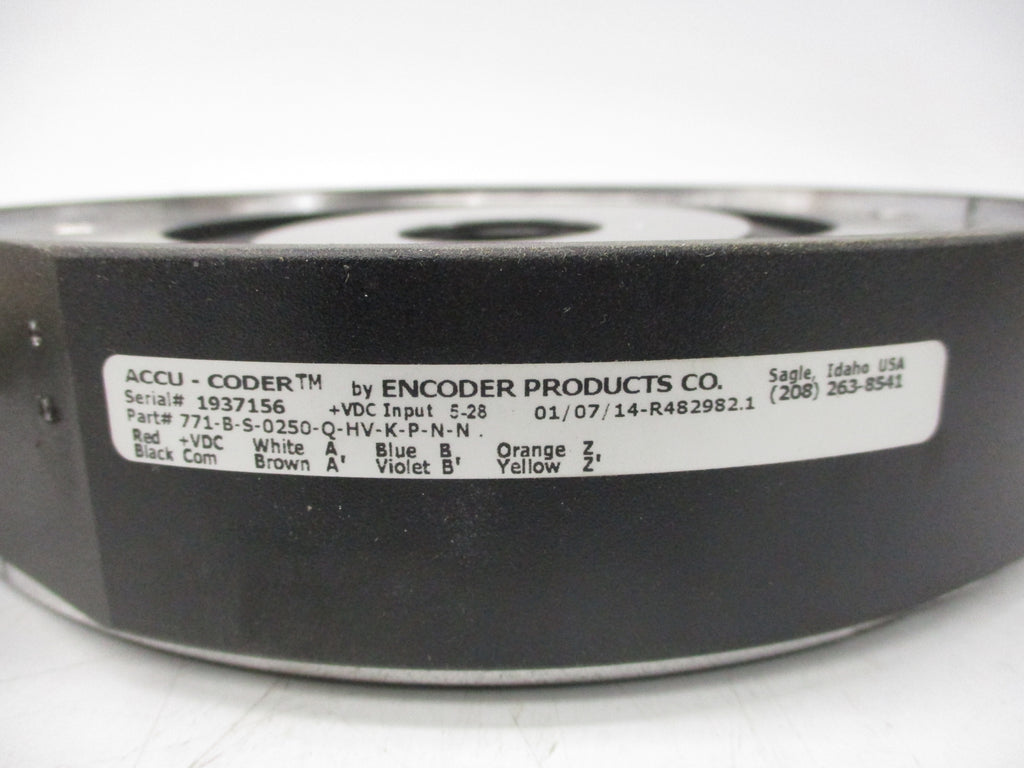 ACCU - CODER™ by ENCODER PRODUCTS CO. Sagle, Idaho USA
Serial# 1937156 +VDC Input 5-28 01/07/14-R482982.1 (208) 263-8541
Part# 771-B-S-0250-Q-HV-K-P-N-N .
Red +VDC White A, Blue B, Orange Z,
Black Com Brown A' Violet B' Yellow Z'